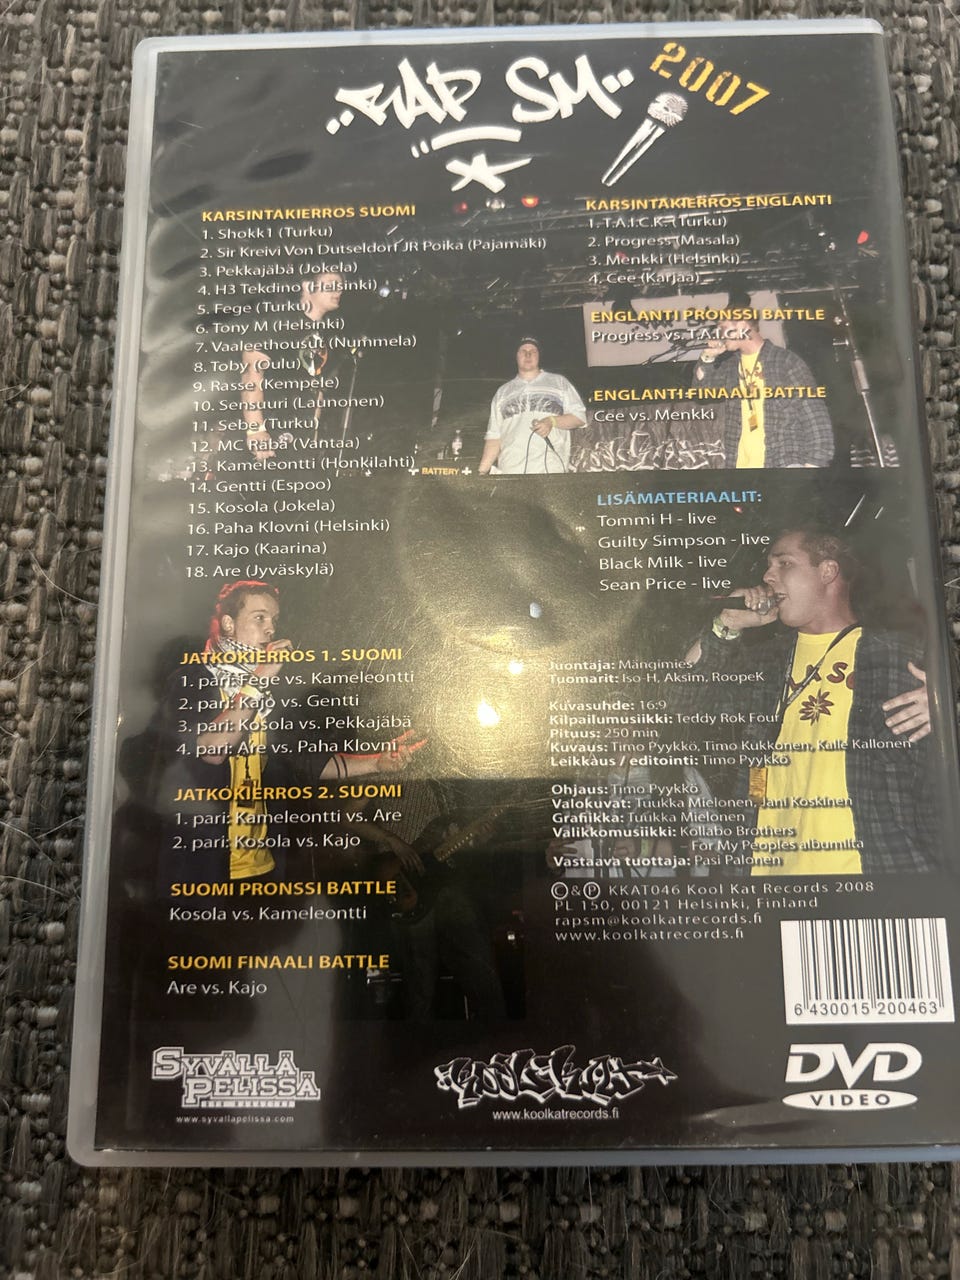 RAP SM
2007
KARSINTAKIERROS SUOMI
1. Shokk1 (Turku)
2. Sir Kreivi Von Dutseldorf JR Poika (Pajamäki)
3. Pekkajäbä (Jokela)
4. H3 Tekdino (Helsinki)
5. Fege (Turku)
6. Tony M (Helsinki)
7. Vaaleethousut (Nummela)
8. Toby (Oulu)
9. Rasse (Kempele)
10. Sensuuri (Launonen)
11. Sebe (Turku)
12. MC Räbä (Vantaa)
13. Kameleontti (Honkilahti)
14. Gentti (Espoo)
15. Kosola (Jokela)
16. Paha Klovni (Helsinki)
17. Kajo (Kaarina)
18. Are (Jyväskylä)
JATKOKIERROS 1. SUOMI
1. pari: Fege vs. Kameleontti
2. pari: Kajo vs. Gentti
3. pari: Kosola vs. Pekkajäbä
4. pari: Are vs. Paha Klovni
JATKOKIERROS 2. SUOMI
1. pari: Kameleontti vs. Are
2. pari: Kosola vs. Kajo
SUOMI PRONSSI BATTLE
Kosola vs. Kameleontti
SUOMI FINAALI BATTLE
Are vs. Kajo
KARSINTAKIERROS ENGLANTI
1. T.A.I.C.K. (Turku)
2. Progress (Masala)
3. Menkki (Helsinki)
4. Cee (Karjaa)
ENGLANTI PRONSSI BATTLE
Progress vs. T.A.I.C.K
ENGLANTI FINAALI BATTLE
Cee vs. Menkki
BATTERY
LISÄMATERIAALIT:
Tommi H - live
Guilty Simpson - live
Black Milk - live
Sean Price - live
Juontaja: Mängimies
Tuomarit: Iso-H, Aksim, RoopeK
Kuvasuhde: 16:9
Kilpailumusiikki: Teddy Rok Four
Pituus: 250 min
Kuvaus: Timo Pyykkö, Timo Kukkonen, Kalle Kallonen
Leikkaus / editointi: Timo Pyykkö
Ohjaus: Timo Pyykkö
Valokuvat: Tuukka Mielonen, Jani Koskinen
Grafiikka: Tuukka Mielonen
Valikkomusiikki: Kollabo Brothers
- For My Peoples albumilta
Vastaava tuottaja: Pasi Palonen
© & ℗ KKAT046 Kool Kat Records 2008
PL 150, 00121 Helsinki, Finland
rapsm@koolkatrecords.fi
www.koolkatrecords.fi
6 430015 200463
SYVÄLLÄ
PELISSÄ
www.syvallapelissa.com
KOOLKAT
www.koolkatrecords.fi
DVD
VIDEO